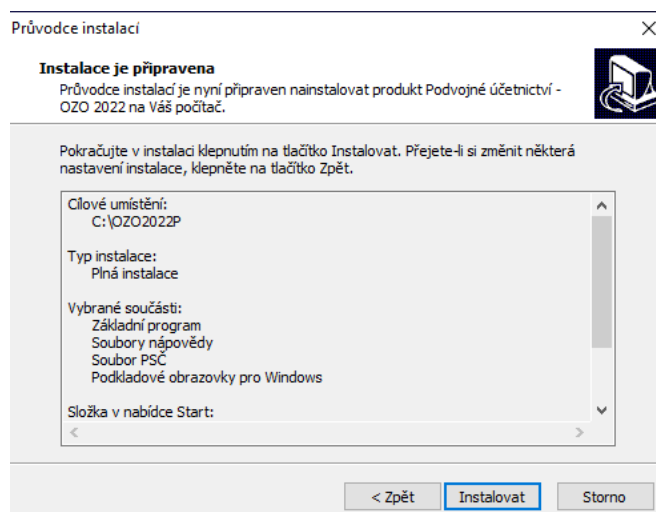 Průvodce instalací
Instalace je připravena
Průvodce instalací je nyní připraven nainstalovat produkt Podvojné účetnictví -
OZO 2022 na Váš počítač.
Pokračujte v instalaci klepnutím na tlačítko Instalovat. Přejete-li si změnit některá
nastavení instalace, klepněte na tlačítko Zpět.
Cílové umístění:
C:\OZO2022P
Typ instalace:
Plná instalace
Vybrané součásti:
Základní program
Soubory nápovědy
Soubor PSČ
Podkladové obrazovky pro Windows
Složka v nabídce Start:
< Zpět
Instalovat
Storno